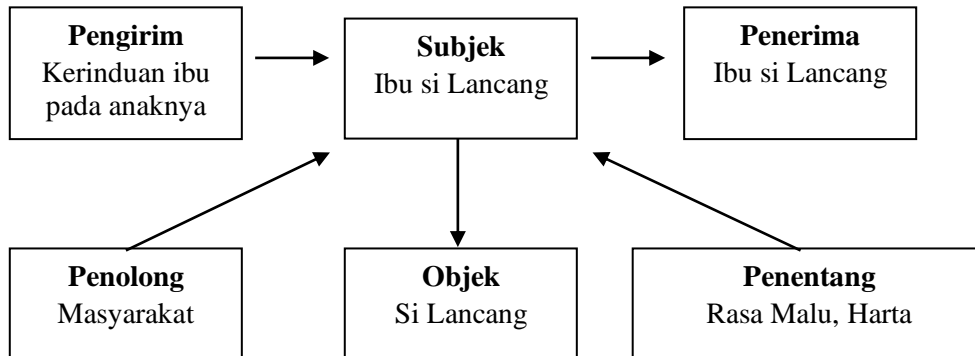 Pengirim
Kerinduan ibu
pada anaknya
Subjek
Ibu si Lancang
Penerima
Ibu si Lancang
Penolong
Masyarakat
Objek
Si Lancang
Penentang
Rasa Malu, Harta